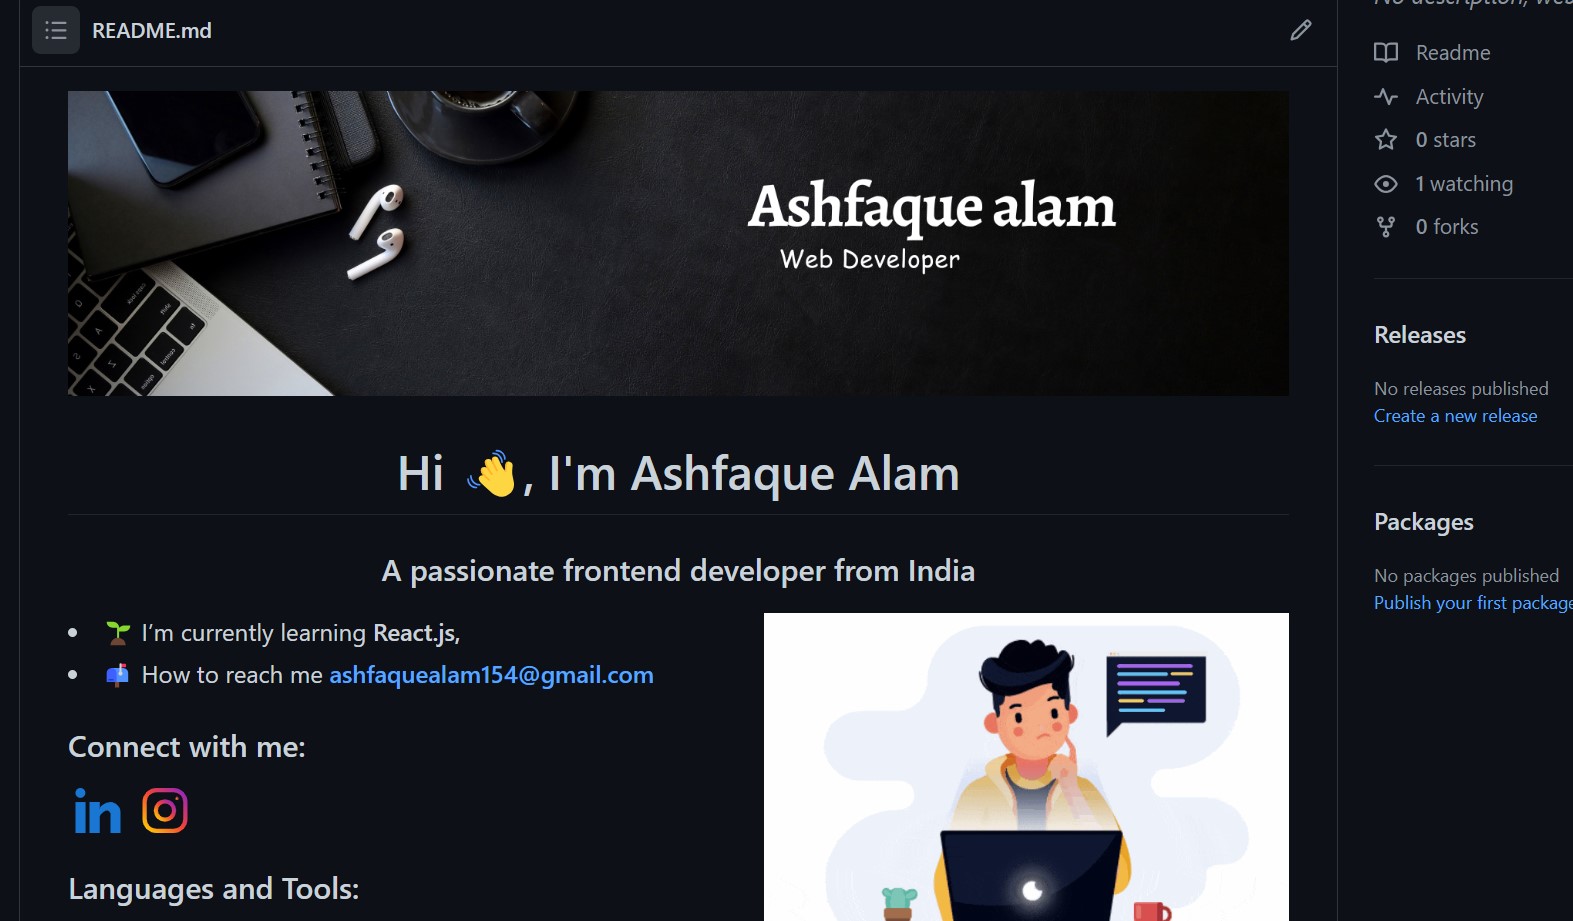 README.md
Ashfaque alam
Web Developer
Hi 👋, I'm Ashfaque Alam
A passionate frontend developer from India
🌱 I’m currently learning React.js,
📫 How to reach me ashfaquealam154@gmail.com
Connect with me:
in
Languages and Tools:
Readme
Activity
0 stars
1 watching
0 forks
Releases
No releases published
Create a new release
Packages
No packages published
Publish your first package